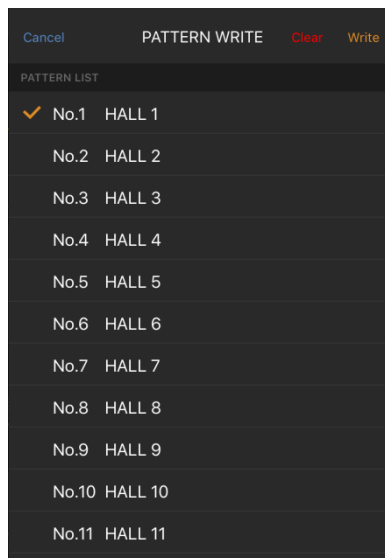 Cancel PATTERN WRITE Clear Write
PATTERN LIST
No.1 HALL 1
No.2 HALL 2
No.3 HALL 3
No.4 HALL 4
No.5 HALL 5
No.6 HALL 6
No.7 HALL 7
No.8 HALL 8
No.9 HALL 9
No.10 HALL 10
No.11 HALL 11